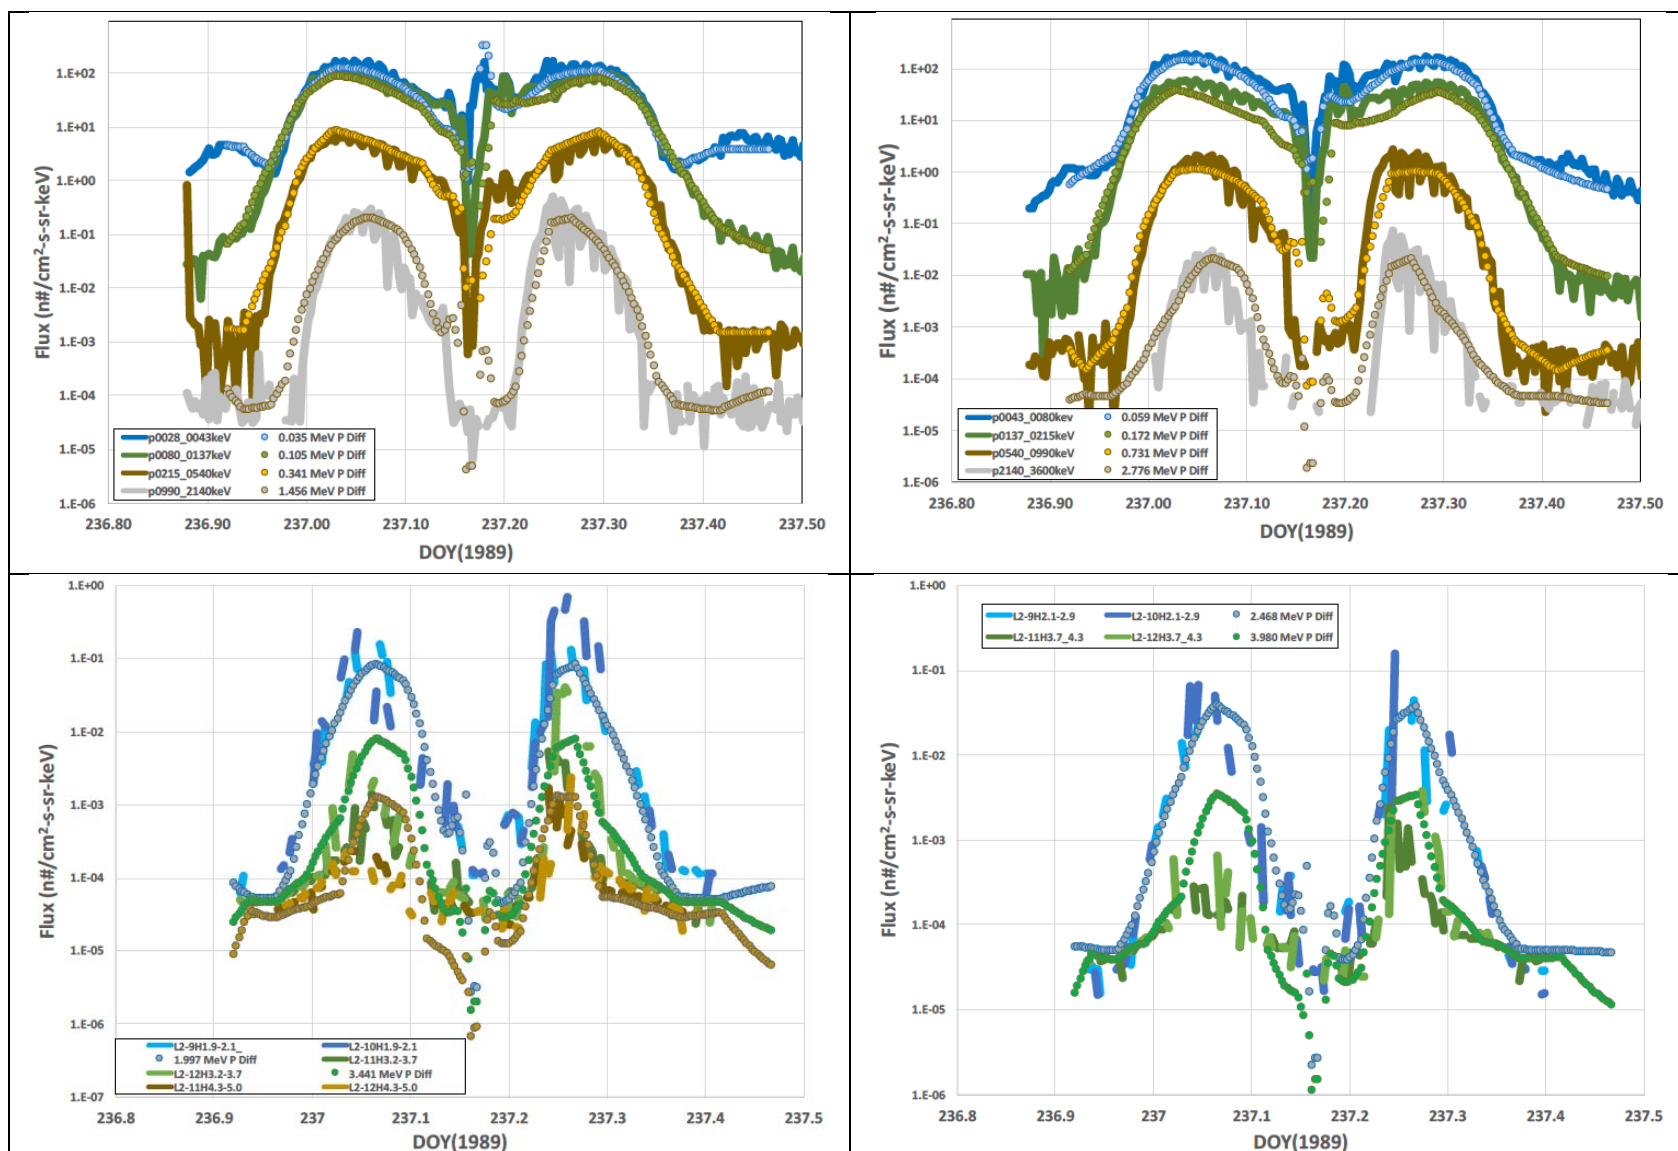 1.E+02
1.E+01
1.E+00
1.E-01
1.E-02
1.E-03
1.E-04
1.E-05
1.E-06
Flux (n#/cm²-s-sr-keV)
p0028_0043keV 0.035 MeV P Diff
p0080_0137keV 0.105 MeV P Diff
p0215_0540keV 0.341 MeV P Diff
p0990_2140keV 1.456 MeV P Diff
236.80 236.90 237.00 237.10 237.20 237.30 237.40 237.50
DOY(1989)
1.E+02
1.E+01
1.E+00
1.E-01
1.E-02
1.E-03
1.E-04
1.E-05
1.E-06
Flux (n#/cm²-s-sr-keV)
p0043_0080kev 0.059 MeV P Diff
p0137_0215keV 0.172 MeV P Diff
p0540_0990keV 0.731 MeV P Diff
p2140_3600keV 2.776 MeV P Diff
236.80 236.90 237.00 237.10 237.20 237.30 237.40 237.50
DOY(1989)
1.E+00
1.E-01
1.E-02
1.E-03
1.E-04
1.E-05
1.E-06
1.E-07
Flux (n#/cm²-s-sr-keV)
L2-9H1.9-2.1_ L2-10H1.9-2.1
1.997 MeV P Diff L2-11H3.2-3.7
L2-12H3.2-3.7 3.441 MeV P Diff
L2-11H4.3-5.0 L2-12H4.3-5.0
236.8 236.9 237 237.1 237.2 237.3 237.4 237.5
DOY(1989)
1.E+00
1.E-01
1.E-02
1.E-03
1.E-04
1.E-05
1.E-06
Flux (n#/cm²-s-sr-keV)
L2-9H2.1-2.9 L2-10H2.1-2.9 2.468 MeV P Diff
L2-11H3.7_4.3 L2-12H3.7_4.3 3.980 MeV P Diff
236.8 236.9 237 237.1 237.2 237.3 237.4 237.5
DOY(1989)